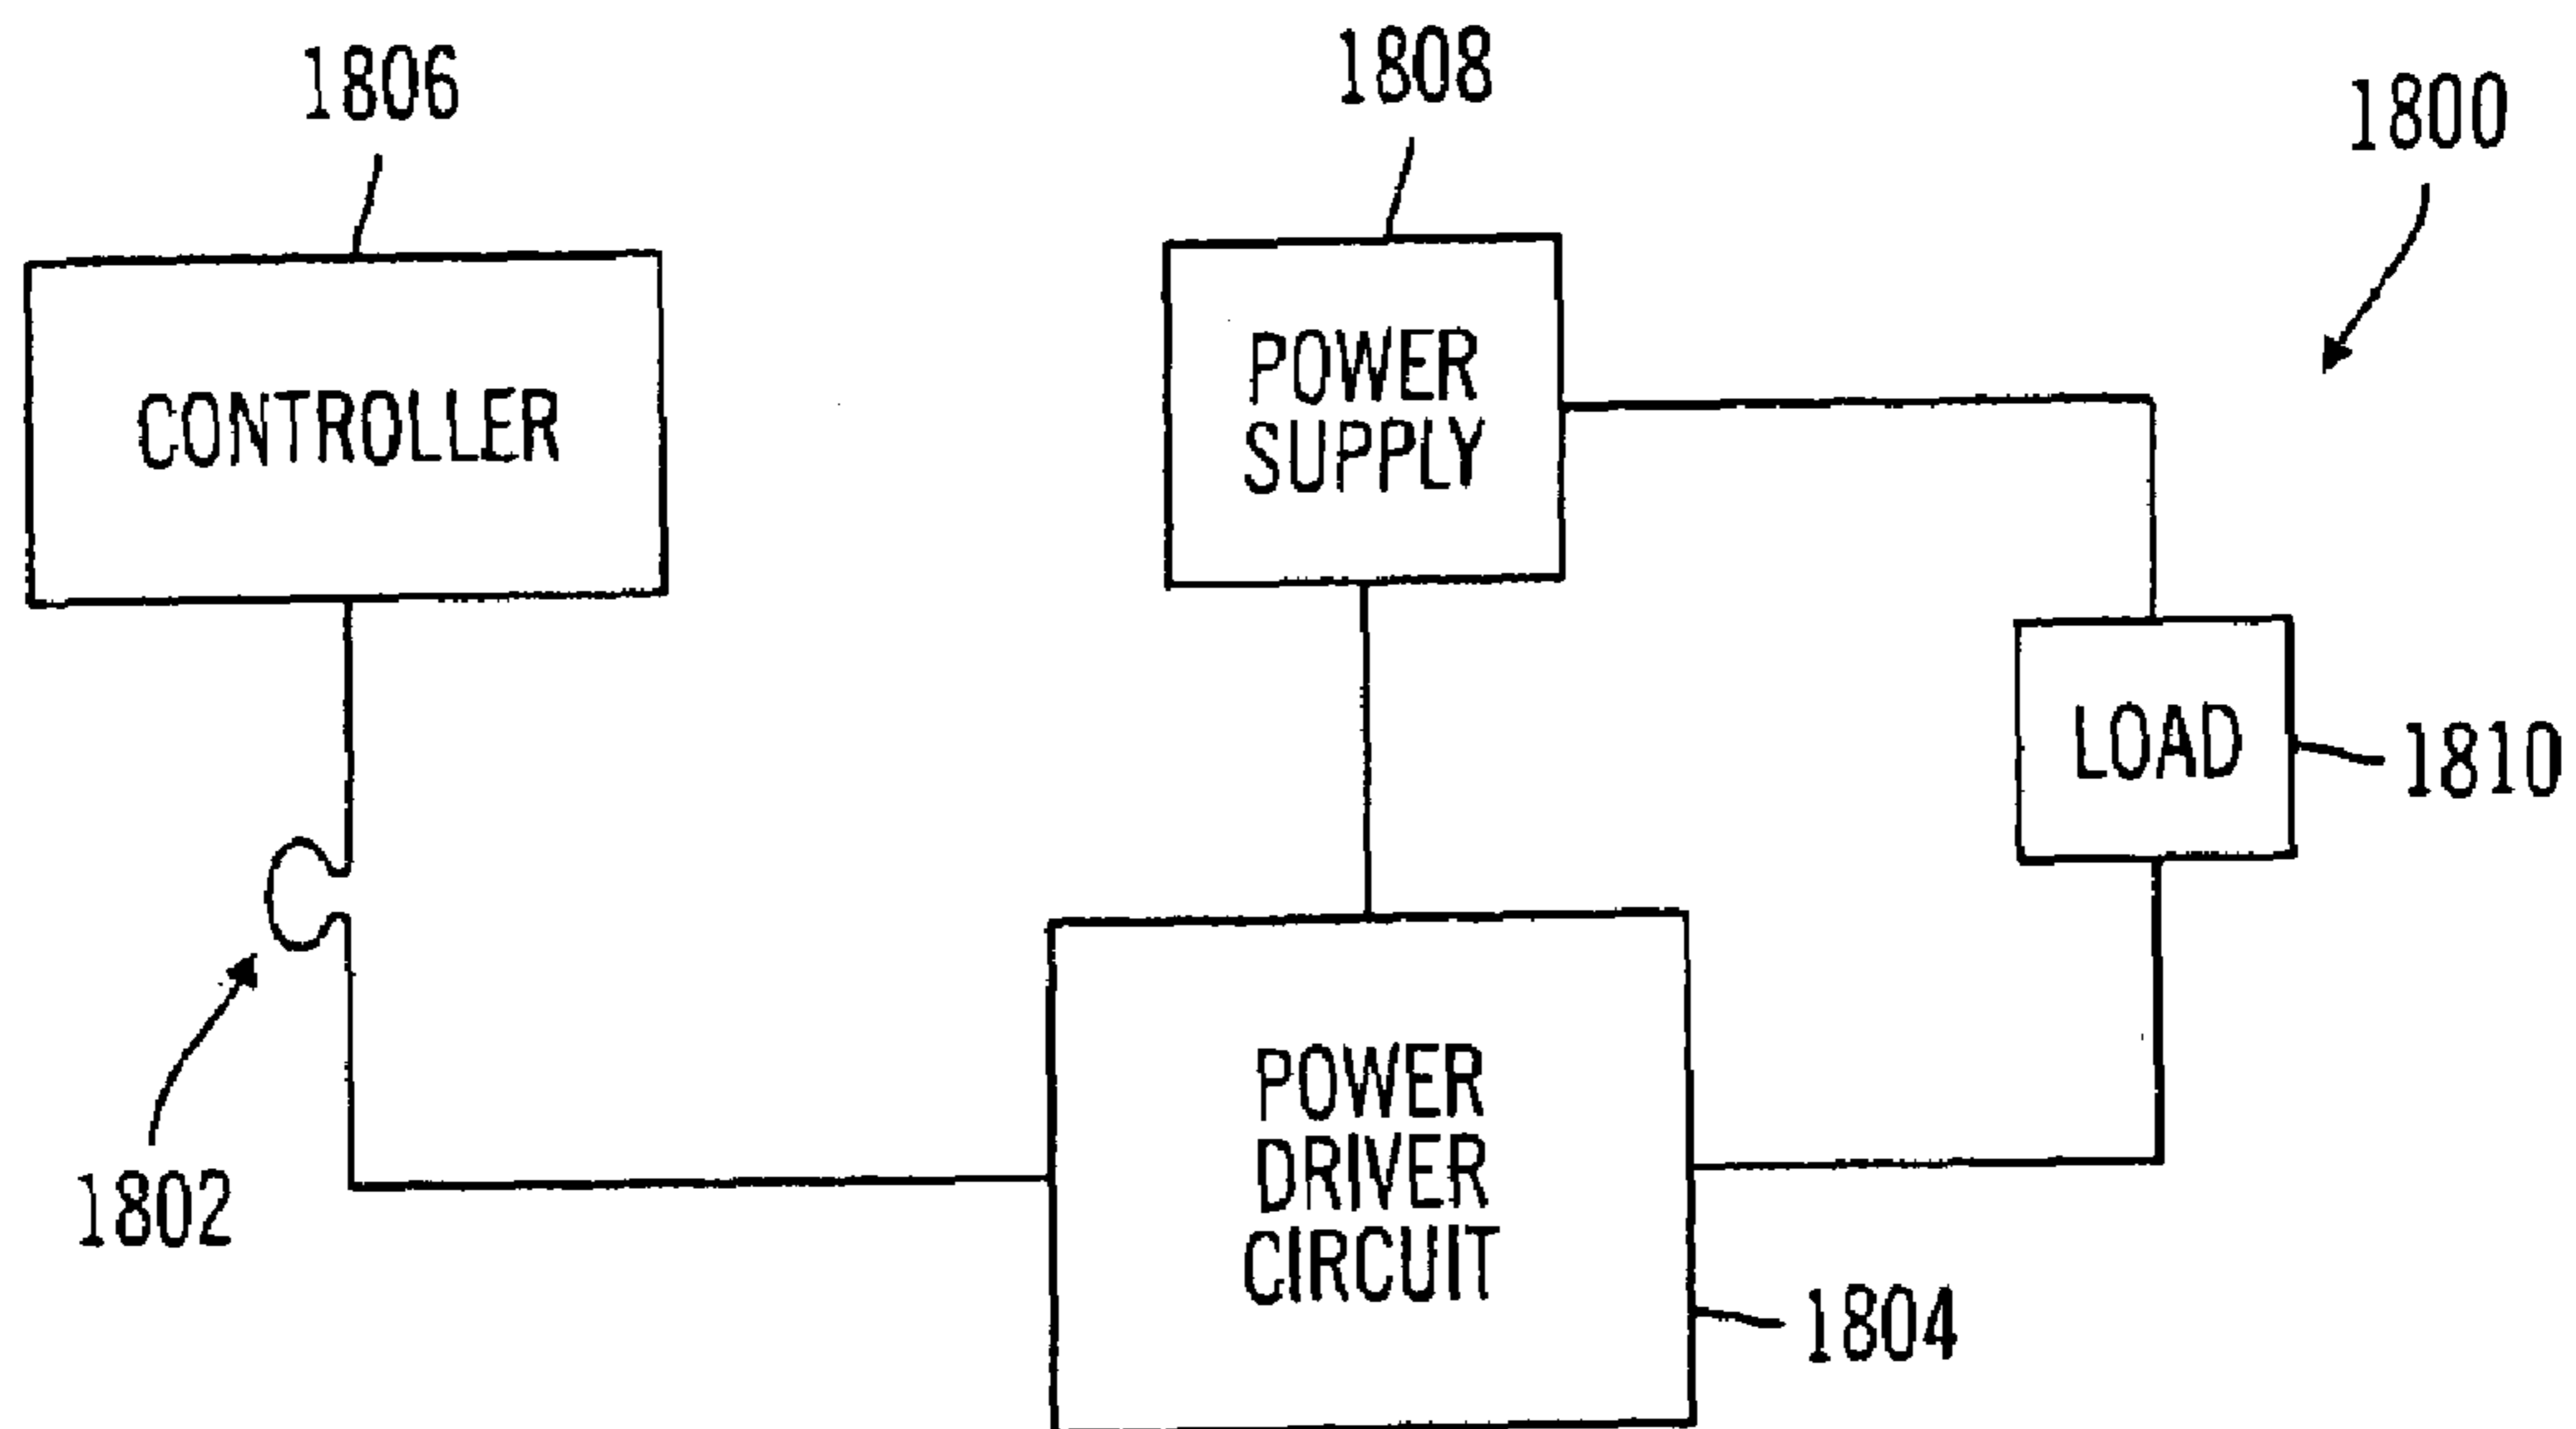 1806
1808
1800
CONTROLLER
POWER
SUPPLY
LOAD
1810
1802
POWER
DRIVER
CIRCUIT
1804